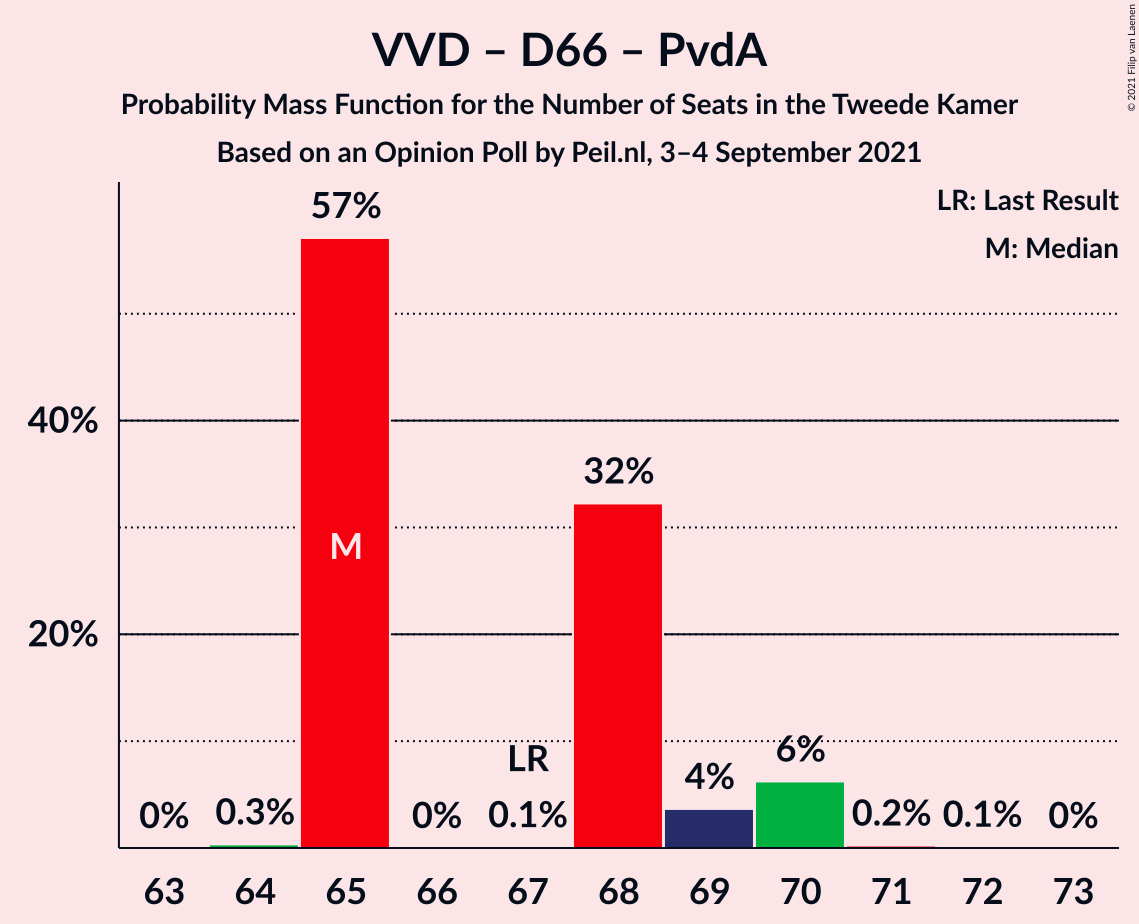 VVD – D66 – PvdA
Probability Mass Function for the Number of Seats in the Tweede Kamer
Based on an Opinion Poll by Peil.nl, 3–4 September 2021
© 2021 Filip van Laenen
LR: Last Result
M: Median
57%
40%
32%
M
20%
LR
6%
4%
0% 0.3% 0% 0.1% 0.2% 0.1% 0%
63 64 65 66 67 68 69 70 71 72 73